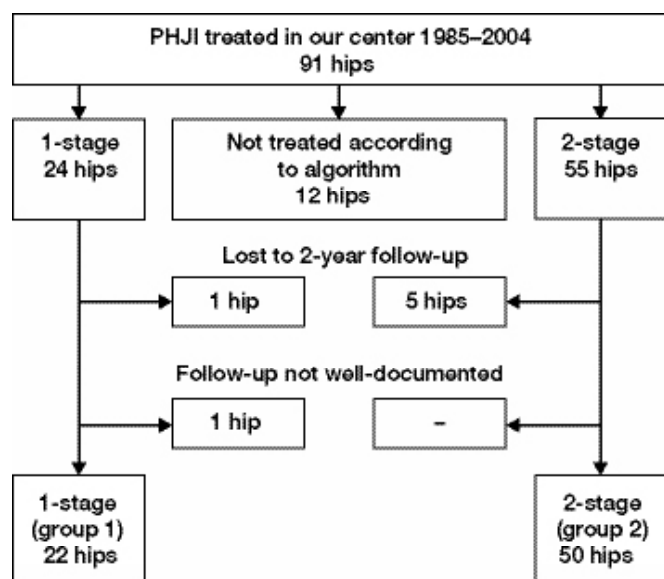 PHJI treated in our center 1985–2004
91 hips
1-stage
24 hips
Not treated according
to algorithm
12 hips
2-stage
55 hips
Lost to 2-year follow-up
1 hip
5 hips
Follow-up not well-documented
1 hip
–
1-stage
(group 1)
22 hips
2-stage
(group 2)
50 hips